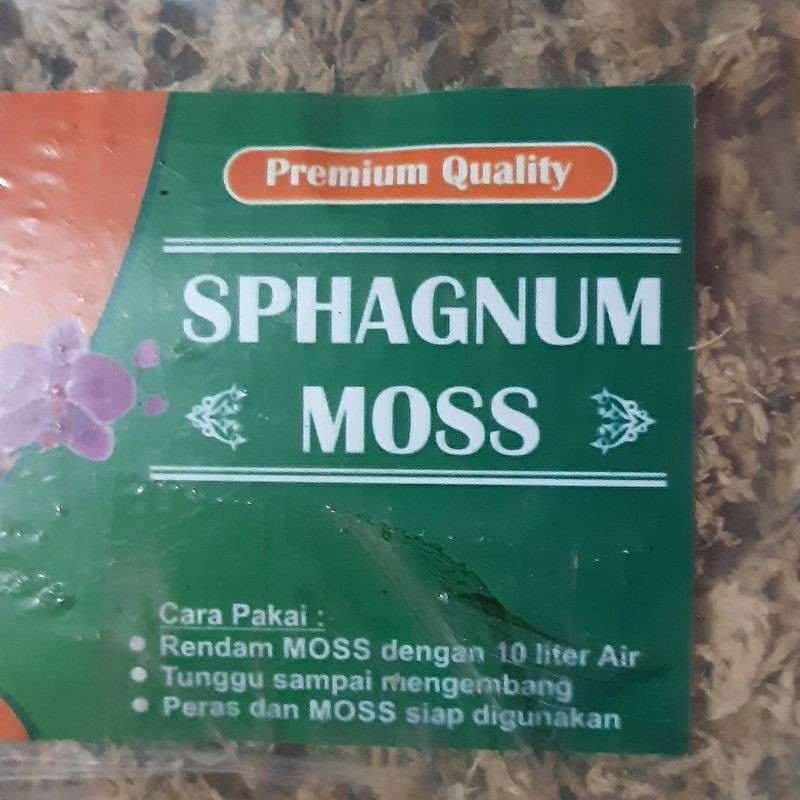 Premium Quality
SPHAGNUM
MOSS
Cara Pakai :
Rendam MOSS dengan 10 liter Air
Tunggu sampai mengembang
Peras dan MOSS siap digunakan